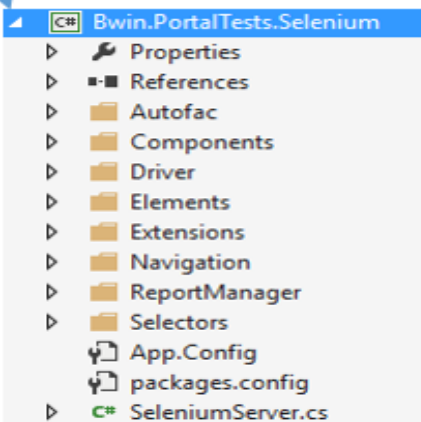 C# Bwin.PortalTests.Selenium
Properties
References
Autofac
Components
Driver
Elements
Extensions
Navigation
ReportManager
Selectors
App.Config
packages.config
C# SeleniumServer.cs